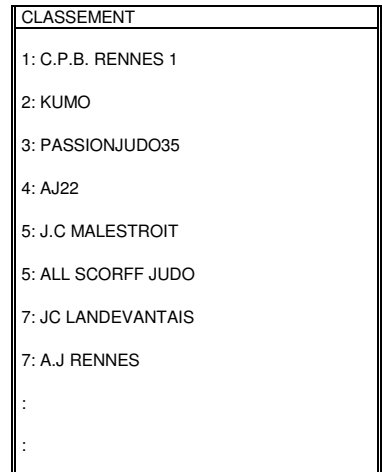 CLASSEMENT
1: C.P.B. RENNES 1
2: KUMO
3: PASSIONJUDO35
4: AJ22
5: J.C MALESTROIT
5: ALL SCORFF JUDO
7: JC LANDEVANTAIS
7: A.J RENNES
:
: